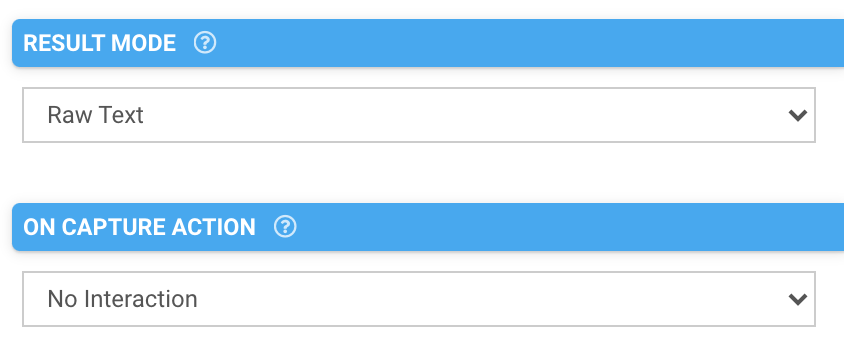 RESULT MODE ?
Raw Text
ON CAPTURE ACTION ?
No Interaction